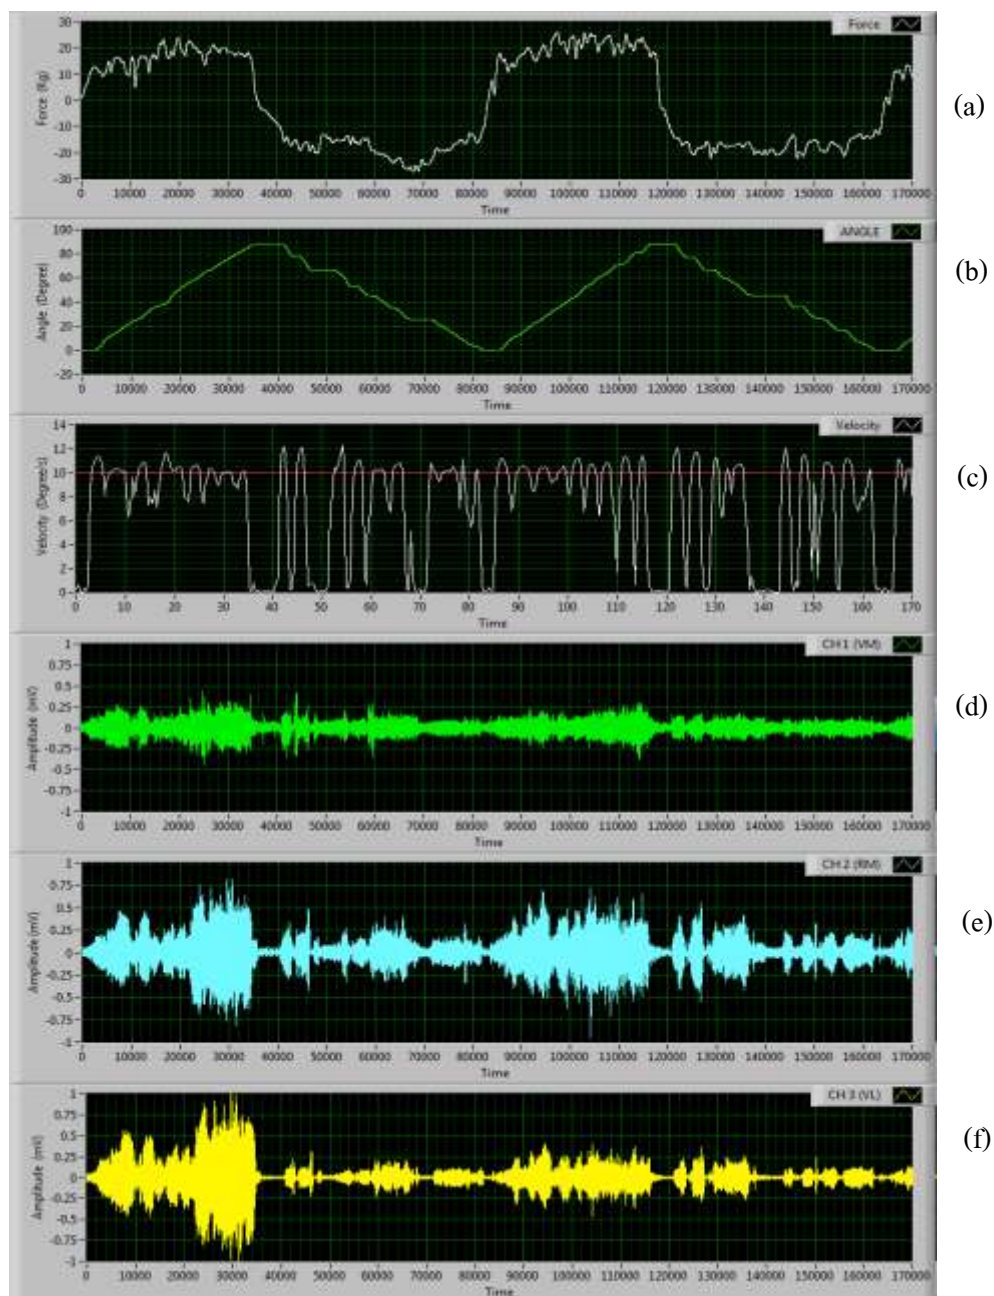 Force
30
20
10
0
-10
-20
-30
Force (Kg)
0 10000 20000 30000 40000 50000 60000 70000 80000 90000 100000 110000 120000 130000 140000 150000 160000 170000
Time
(a)
ANGLE
100
80
60
40
20
0
-20
Angle (Degree)
0 10000 20000 30000 40000 50000 60000 70000 80000 90000 100000 110000 120000 130000 140000 150000 160000 170000
Time
(b)
Velocity
14
12
10
8
6
4
2
0
Velocity (Degree/s)
0 10 20 30 40 50 60 70 80 90 100 110 120 130 140 150 160 170
Time
(c)
CH 1 (VM)
1
0.5
0.25
0
-0.25
-0.5
-1
Amplitude (mV)
0 10000 20000 30000 40000 50000 60000 70000 80000 90000 100000 110000 120000 130000 140000 150000 160000 170000
Time
(d)
CH 2 (RM)
1
0.75
0.5
0.25
0
-0.25
-0.5
-0.75
-1
Amplitude (mV)
0 10000 20000 30000 40000 50000 60000 70000 80000 90000 100000 110000 120000 130000 140000 150000 160000 170000
Time
(e)
CH 3 (VL)
1
0.75
0.5
0.25
0
-0.25
-0.5
-0.75
-1
Amplitude (mV)
0 10000 20000 30000 40000 50000 60000 70000 80000 90000 100000 110000 120000 130000 140000 150000 160000 170000
Time
(f)